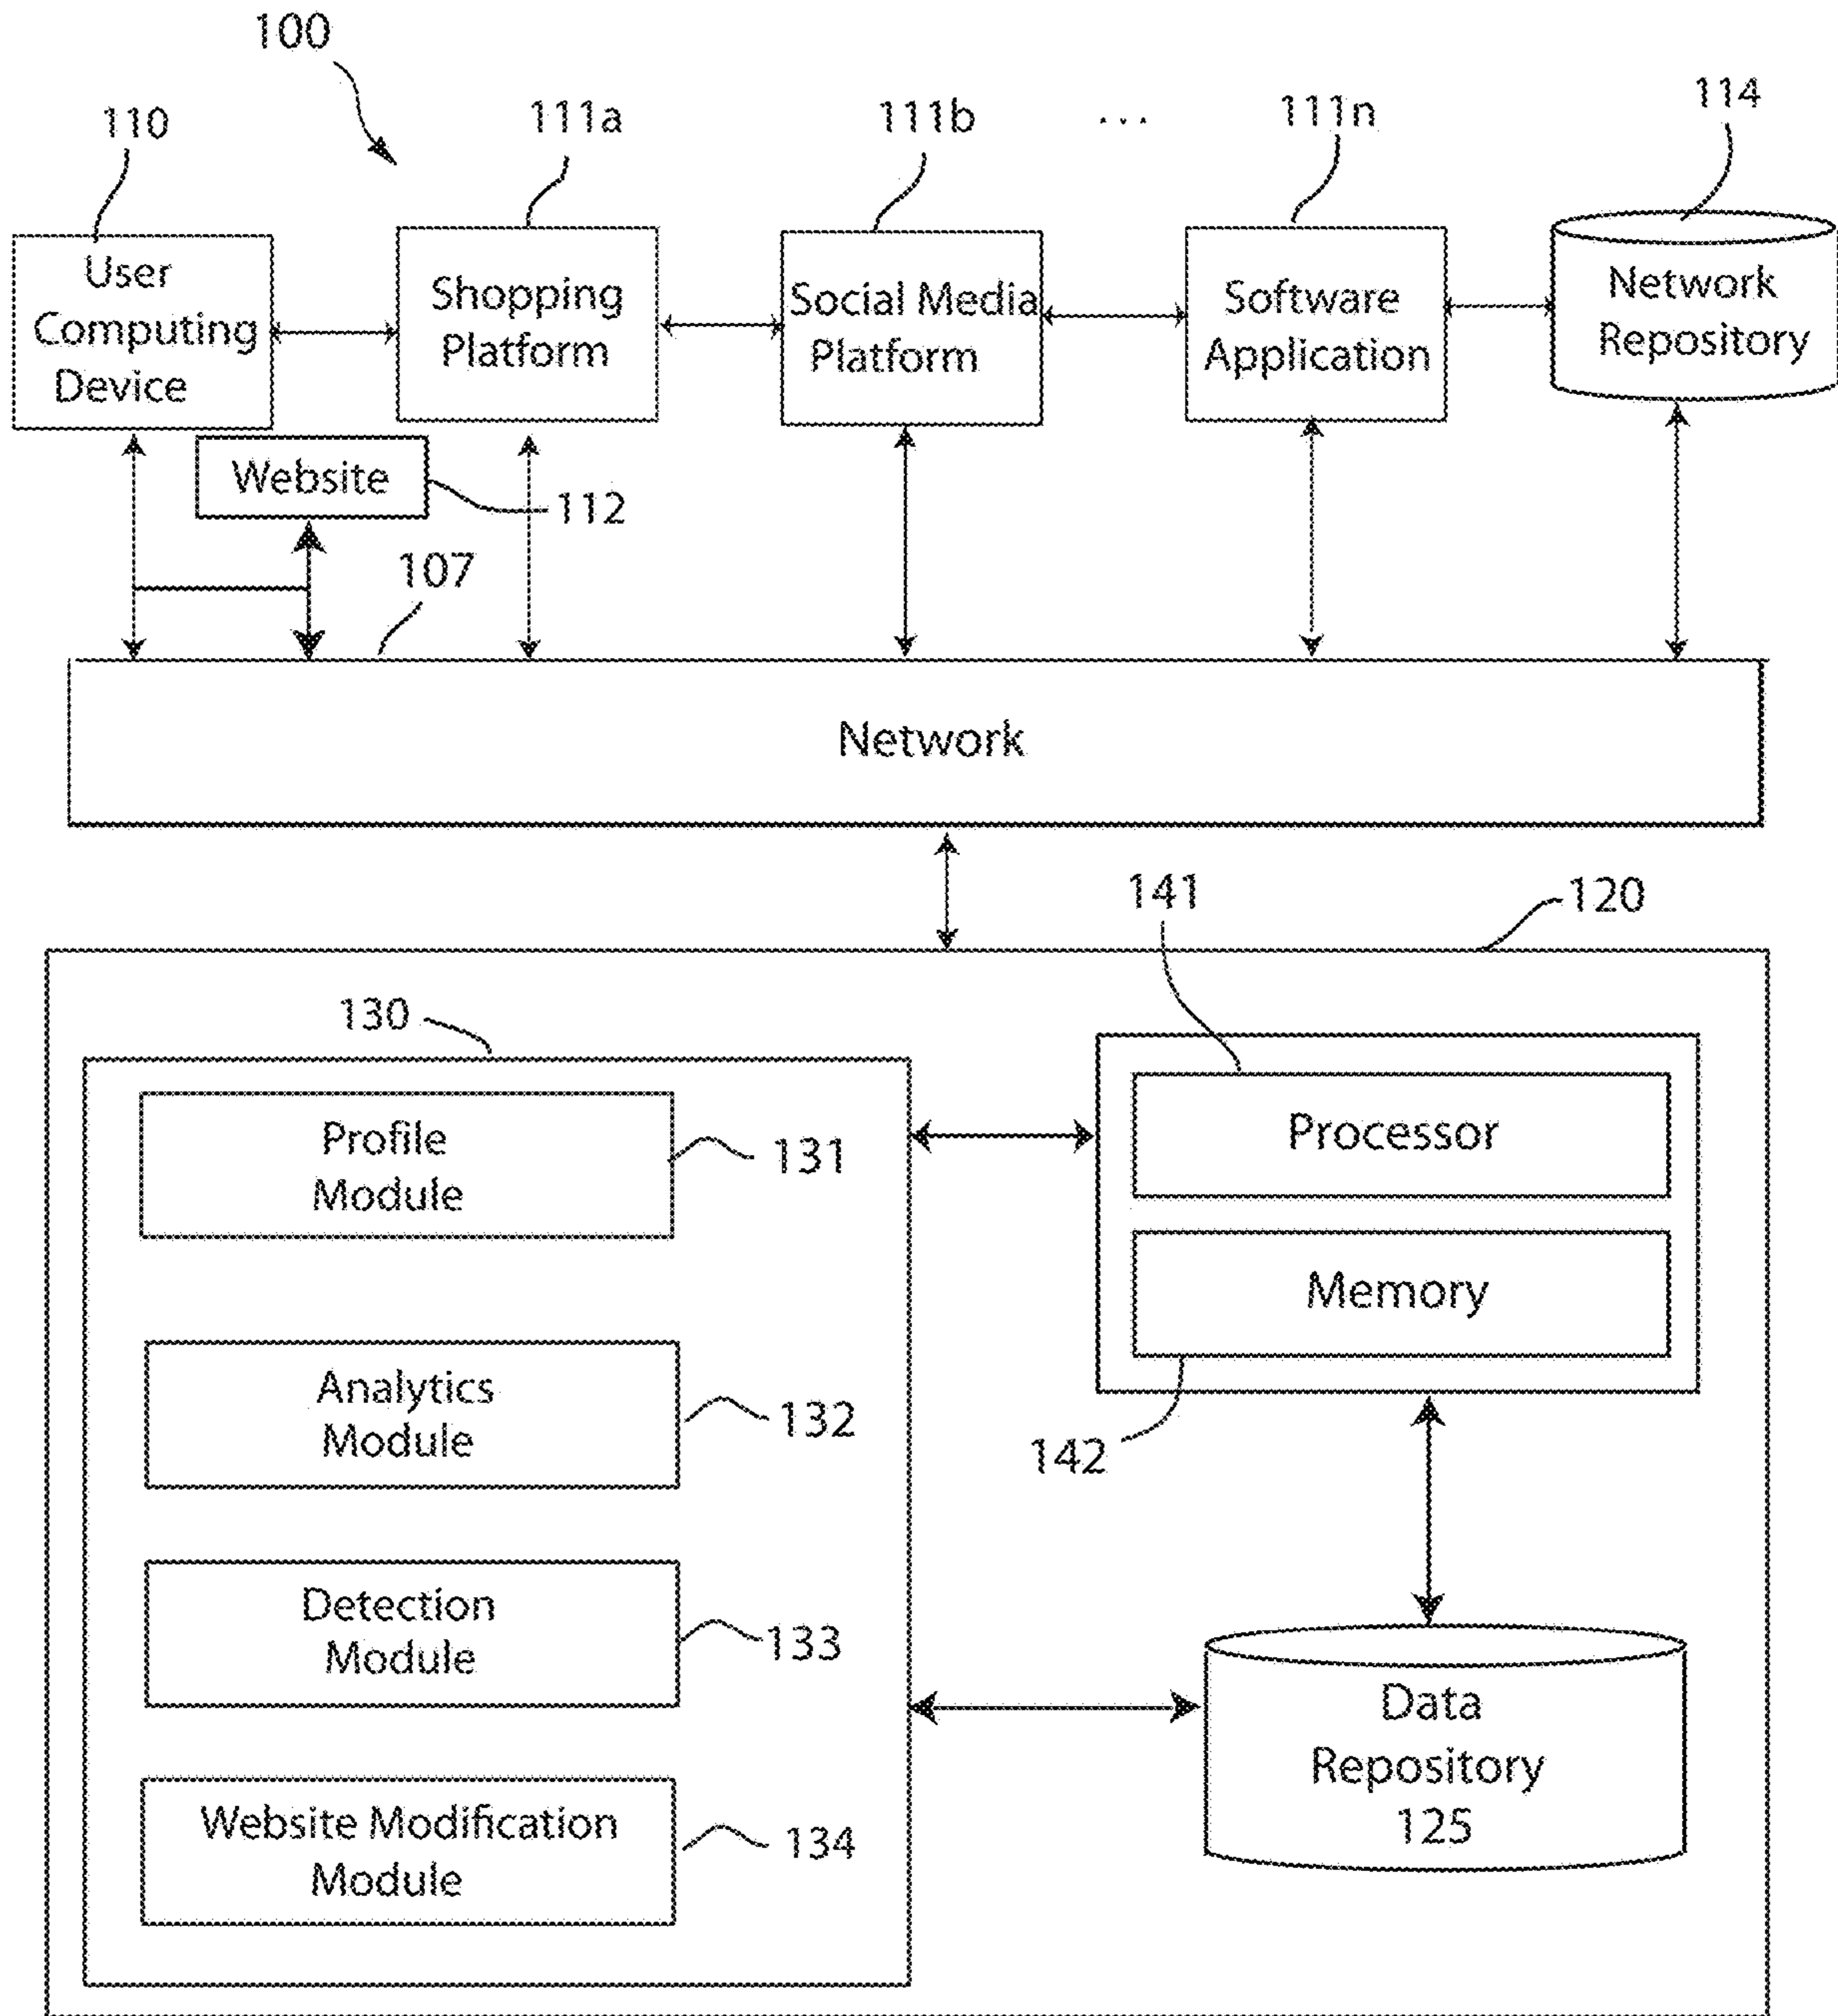 100
110
111a
111b
...
111n
114
User
Computing
Device
Shopping
Platform
Social Media
Platform
Software
Application
Network
Repository
Website
112
107
Network
120
130
141
Profile
Module
131
Processor
Memory
142
Analytics
Module
132
Detection
Module
133
Data
Repository
125
Website Modification
Module
134